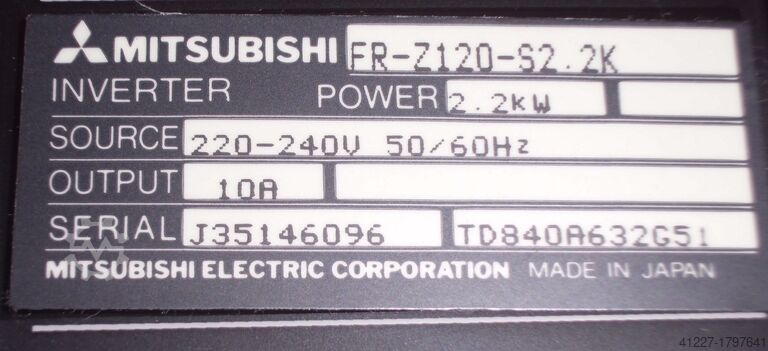 MITSUBISHI FR-Z120-S2.2K
INVERTER POWER 2.2kW
SOURCE 220-240V 50/60Hz
OUTPUT 10A
SERIAL J35146096 TD840A632G51
MITSUBISHI ELECTRIC CORPORATION MADE IN JAPAN
41227-1797641